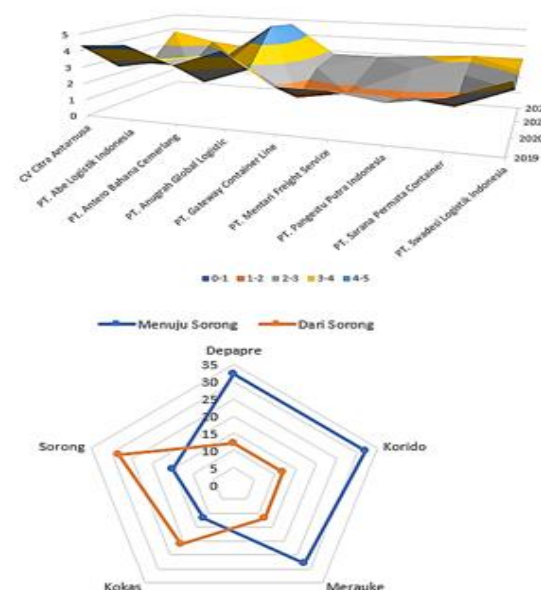 5
4
3
2
1
0
2020
2019
CV Citra Antarnusa
PT. Abe Logistik Indonesia
PT. Antero Bahana Cemerlang
PT. Anugrah Global Logistic
PT. Gateway Container Line
PT. Mentari Freight Service
PT. Pangestu Putra Indonesia
PT. Sarana Permata Container
PT. Swadesi Logistik Indonesia
0-1 1-2 2-3 3-4 4-5
Menuju Sorong Dari Sorong
Depapre
35
30
25
20
15
10
5
0
Sorong
Korido
Kokas
Merauke